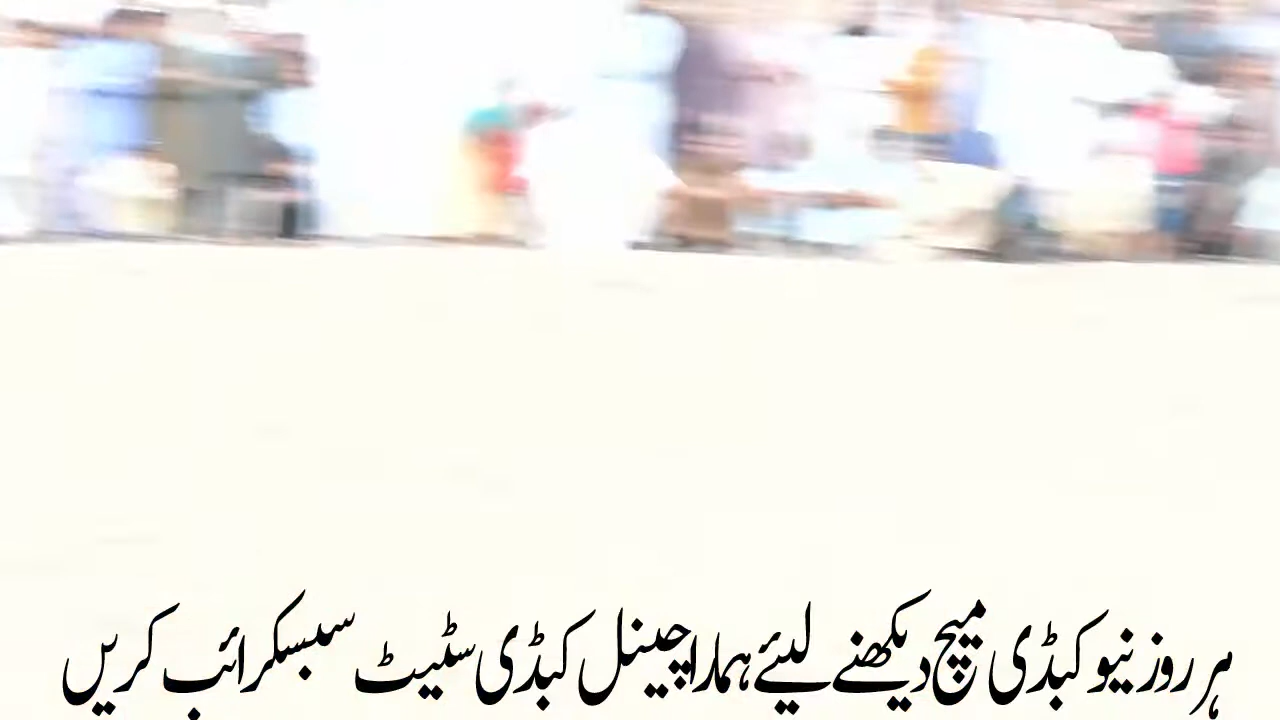 ہر روز نیو کبڈی میچ دیکھنے لیئے ہمارا چینل کبڈی سٹیٹ سبسکرائب کریں